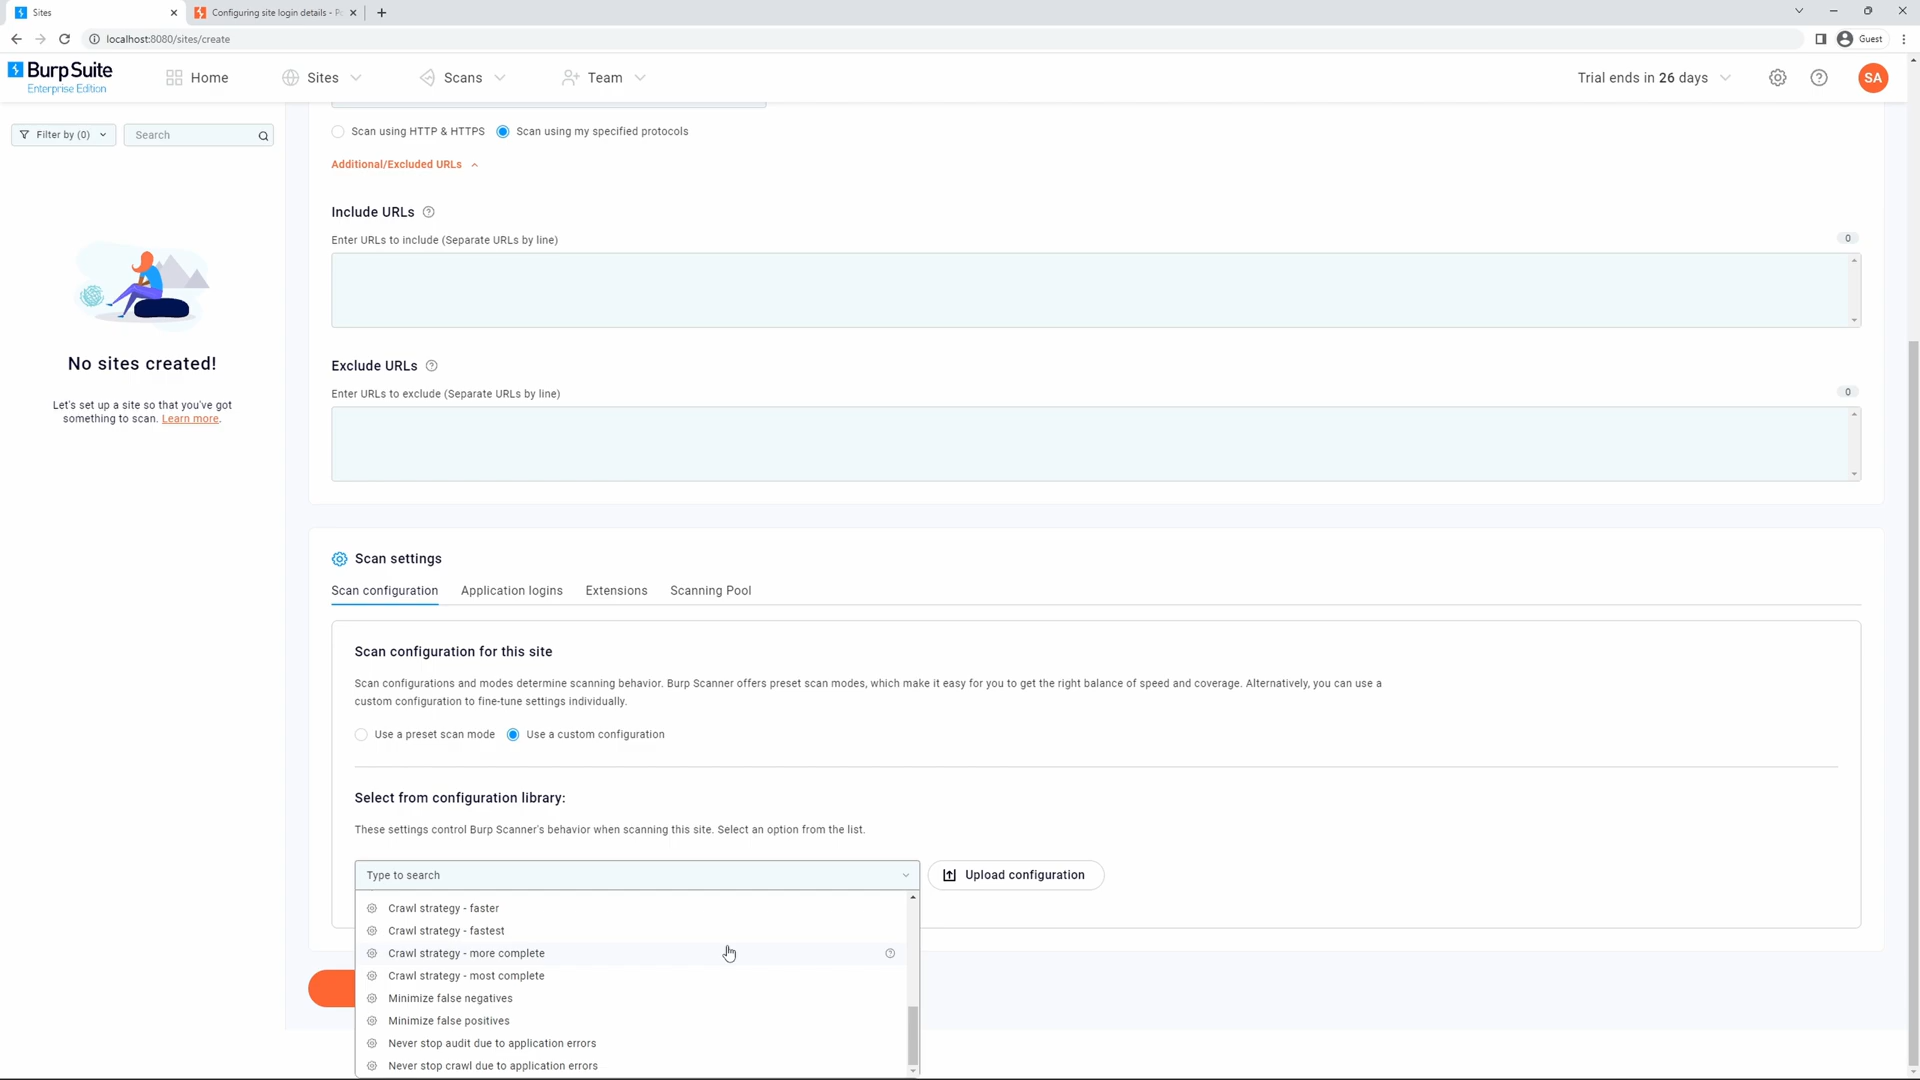 Sites
Configuring site login details - Po
localhost:8080/sites/create
Guest
BurpSuite
Enterprise Edition
Home
Sites
Scans
Team
Trial ends in 26 days
SA
Filter by (0)
Search
Scan using HTTP & HTTPS
Scan using my specified protocols
Additional/Excluded URLs
Include URLs
Enter URLs to include (Separate URLs by line)
0
Exclude URLs
Enter URLs to exclude (Separate URLs by line)
0
No sites created!
Let's set up a site so that you've got
something to scan. Learn more.
Scan settings
Scan configuration
Application logins
Extensions
Scanning Pool
Scan configuration for this site
Scan configurations and modes determine scanning behavior. Burp Scanner offers preset scan modes, which make it easy for you to get the right balance of speed and coverage. Alternatively, you can use a
custom configuration to fine-tune settings individually.
Use a preset scan mode
Use a custom configuration
Select from configuration library:
These settings control Burp Scanner's behavior when scanning this site. Select an option from the list.
Type to search
Upload configuration
Crawl strategy - faster
Crawl strategy - fastest
Crawl strategy - more complete
Crawl strategy - most complete
Minimize false negatives
Minimize false positives
Never stop audit due to application errors
Never stop crawl due to application errors